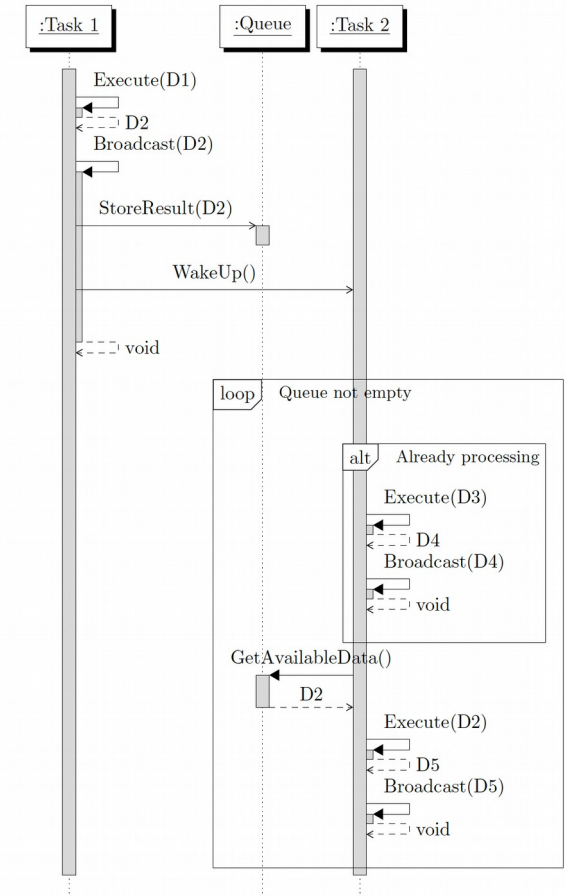 :Task 1
:Queue
:Task 2
Execute(D1)
D2
Broadcast(D2)
StoreResult(D2)
WakeUp()
void
loop
Queue not empty
alt
Already processing
Execute(D3)
D4
Broadcast(D4)
void
GetAvailableData()
D2
Execute(D2)
D5
Broadcast(D5)
void